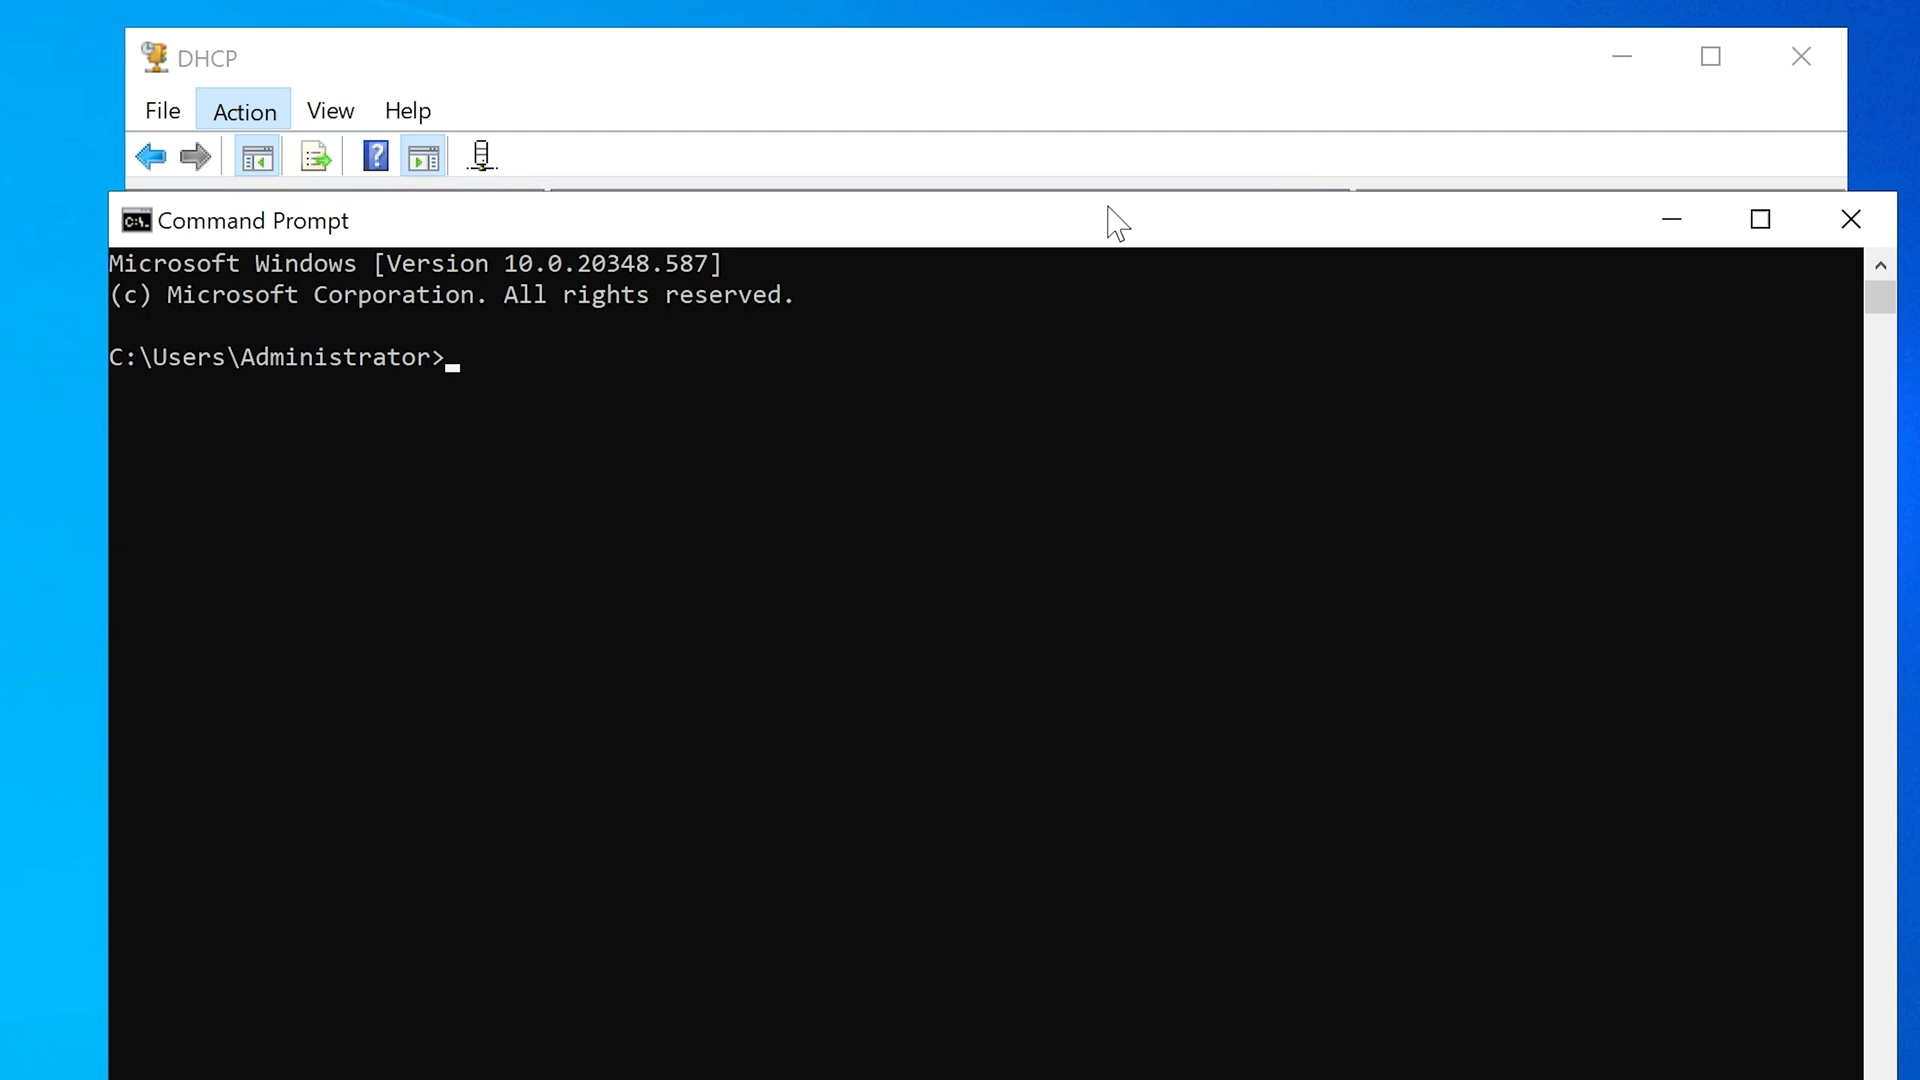 DHCP
File Action View Help
Command Prompt
Microsoft Windows [Version 10.0.20348.587]
(c) Microsoft Corporation. All rights reserved.
C:\Users\Administrator>